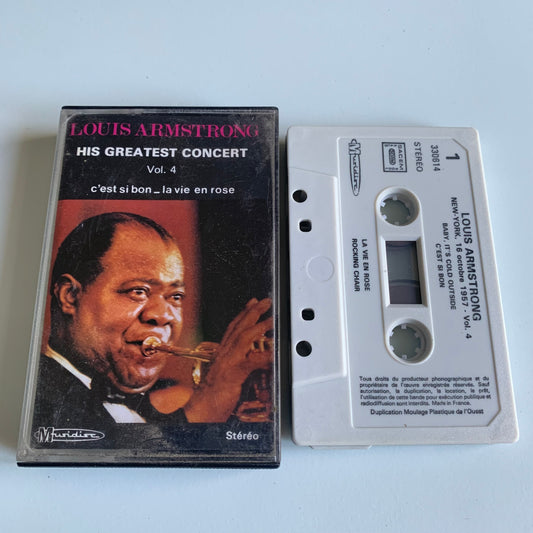 LOUIS ARMSTRONG
HIS GREATEST CONCERT
Vol. 4
c'est si bon_la vie en rose
Musidisc
Stéréo
Musidisc
SACEM
STEREO
330814
1
LOUIS ARMSTRONG
NEW-YORK. 16 octobre 1957 - Vol. 4
BABY, IT'S COLD OUTSIDE
C'EST SI BON
LA VIE EN ROSE
ROCKING CHAIR
Tous droits du producteur phonographique et du
propriétaire de l'œuvre enregistrée réservés. Sauf
autorisation, la duplication, la location, le prêt,
l'utilisation de cette bande pour exécution publique et
radiodiffusion sont interdits. Made in France.
Duplication Moulage Plastique de l'Ouest